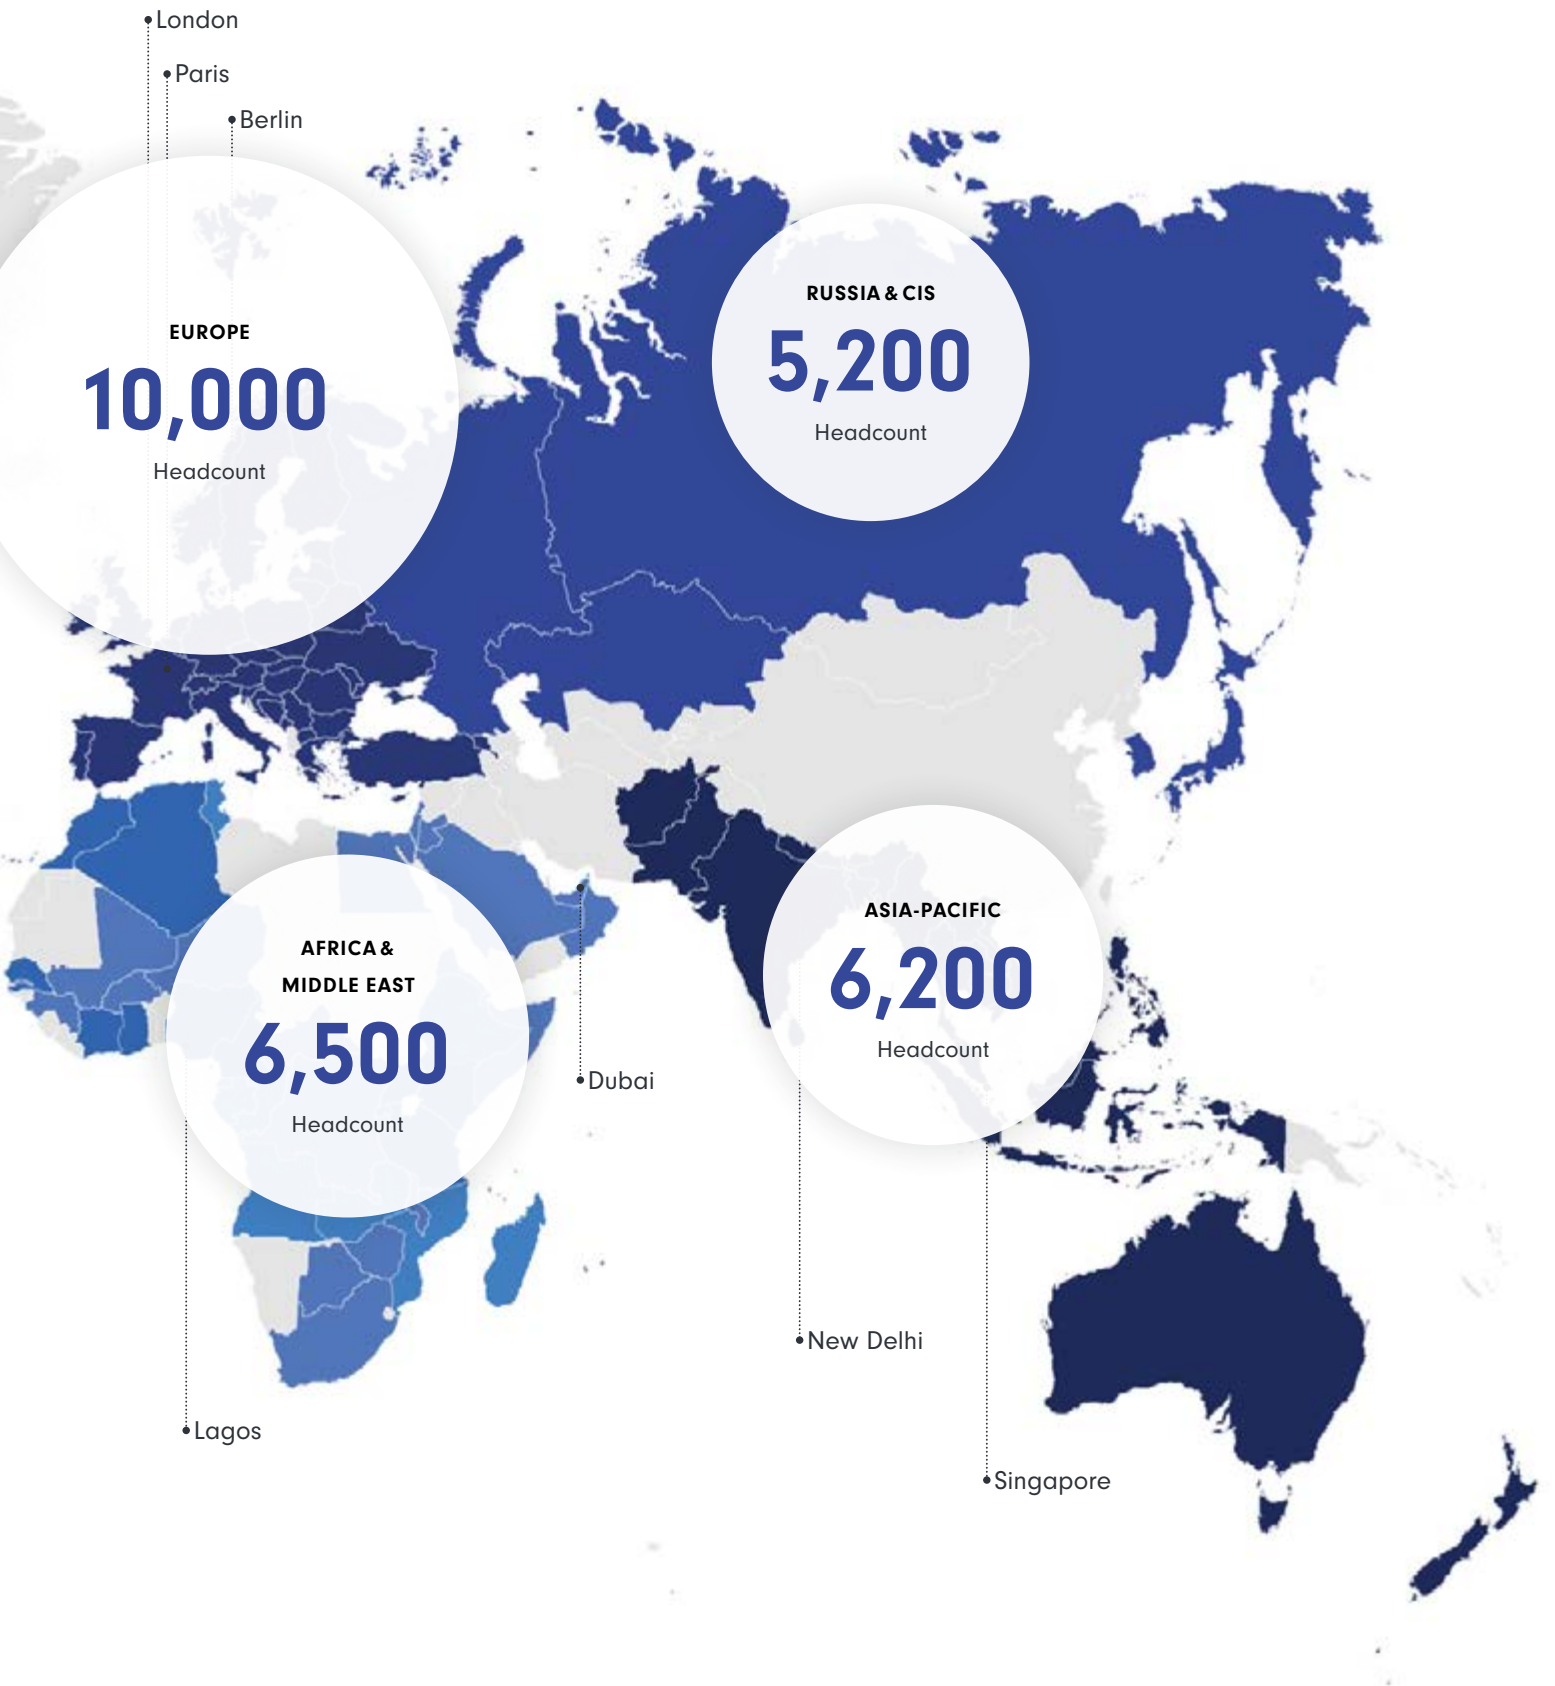 London
Paris
Berlin
EUROPE
10,000
Headcount
RUSSIA & CIS
5,200
Headcount
AFRICA &
MIDDLE EAST
6,500
Headcount
ASIA-PACIFIC
6,200
Headcount
Dubai
New Delhi
Lagos
Singapore